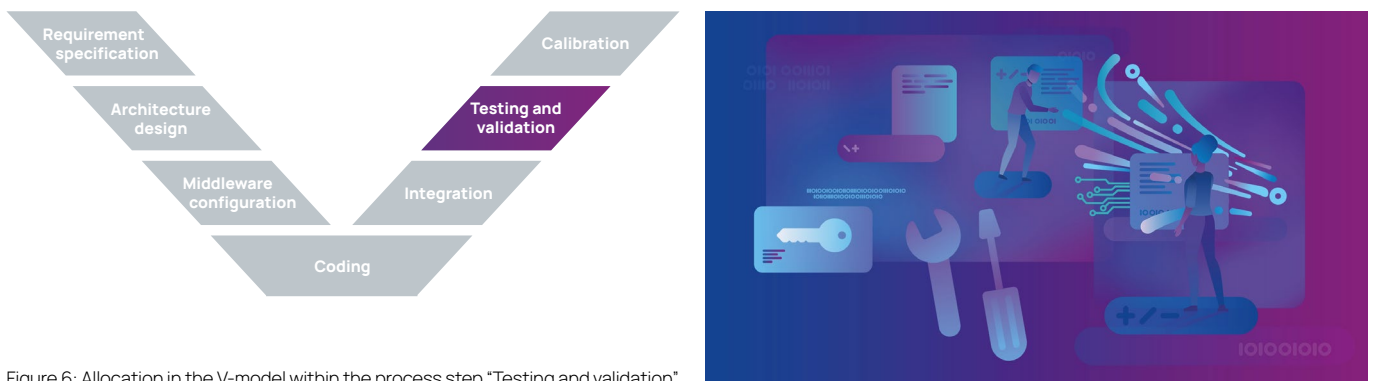 Requirement
specification
Calibration
Architecture
design
Testing and
validation
Middleware
configuration
Integration
Coding
Figure 6: Allocation in the V-model within the process step “Testing and validation”
+/-
+/-
101001010